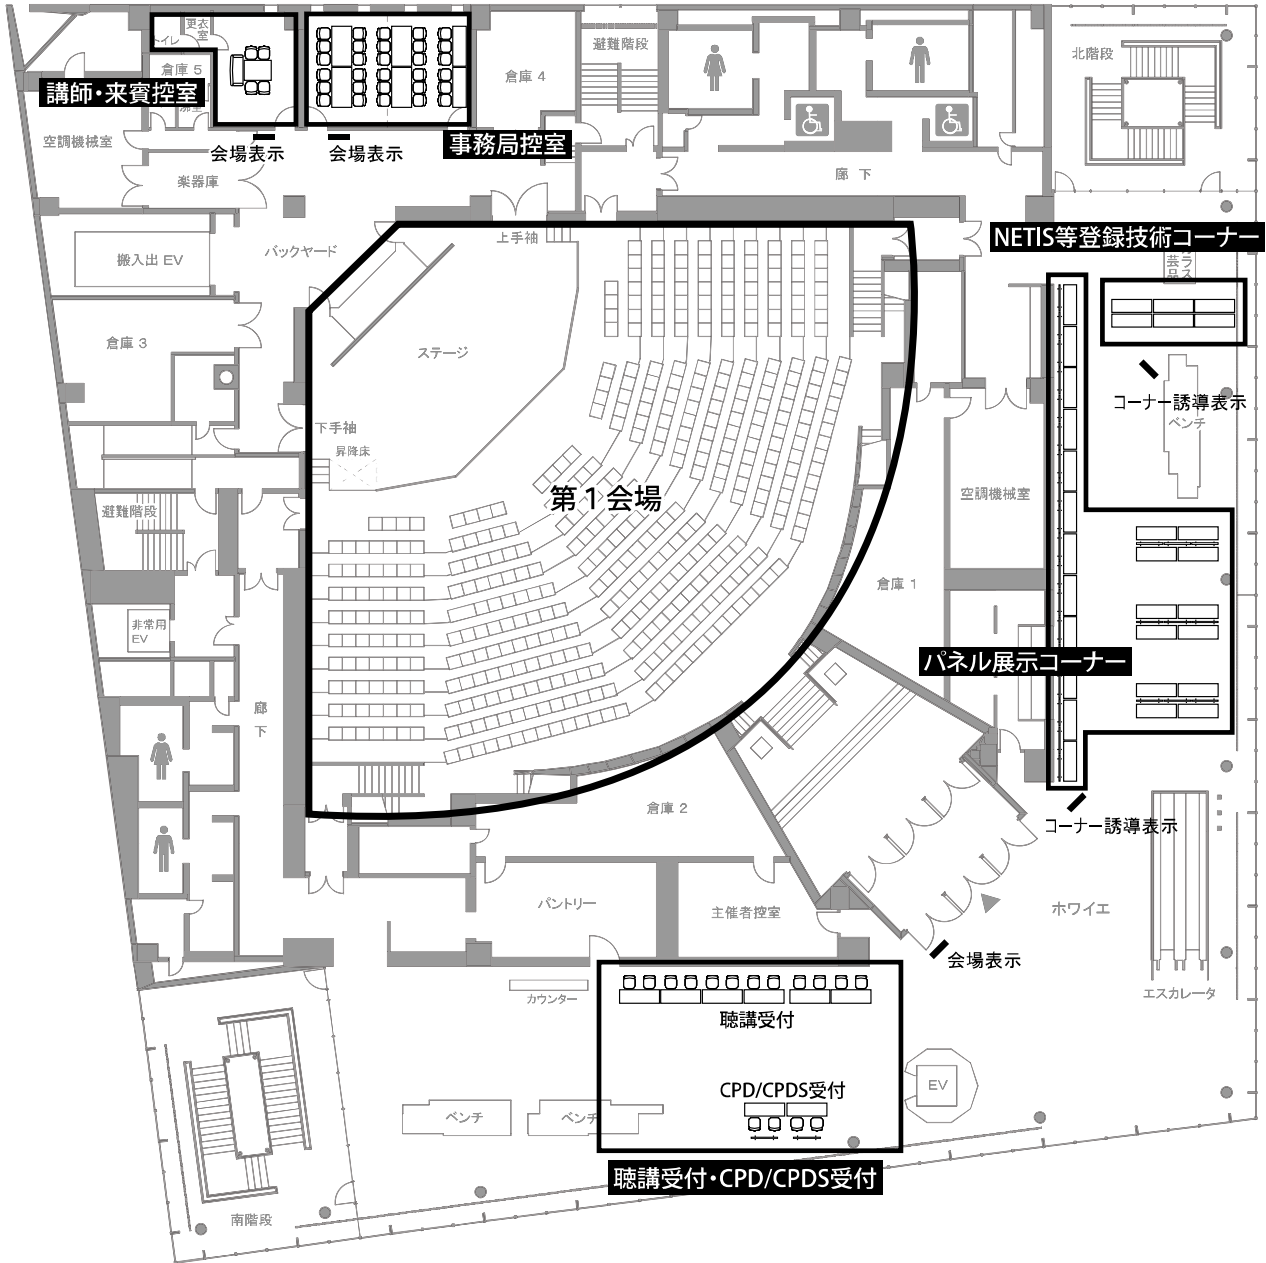 更衣
室
トイレ
倉庫 5
講師・来賓控室
会場表示
会場表示
事務局控室
倉庫 4
避難階段
北階段
空調機械室
楽器庫
廊 下
バックヤード
搬入出 EV
上手袖
NETIS等登録技術コーナー
ガラス
芸品
倉庫 3
ステージ
コーナー誘導表示
ベンチ
下手袖
昇降床
第1会場
空調機械室
避難階段
倉庫 1
非常用
EV
パネル展示コーナー
廊
下
倉庫 2
コーナー誘導表示
パントリー
主催者控室
ホワイエ
会場表示
カウンター
エスカレータ
聴講受付
CPD/CPDS受付
EV
ベンチ
ベンチ
聴講受付・CPD/CPDS受付
南階段